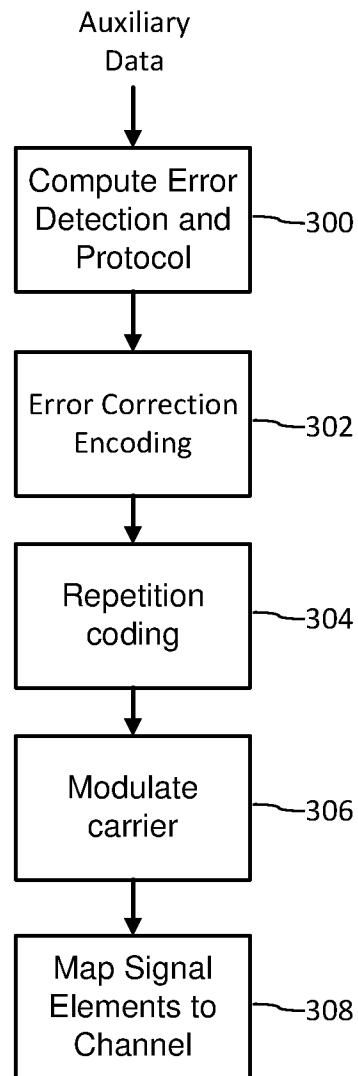 Auxiliary
Data
Compute Error
Detection and
Protocol
300
Error Correction
Encoding
302
Repetition
coding
304
Modulate
carrier
306
Map Signal
Elements to
Channel
308